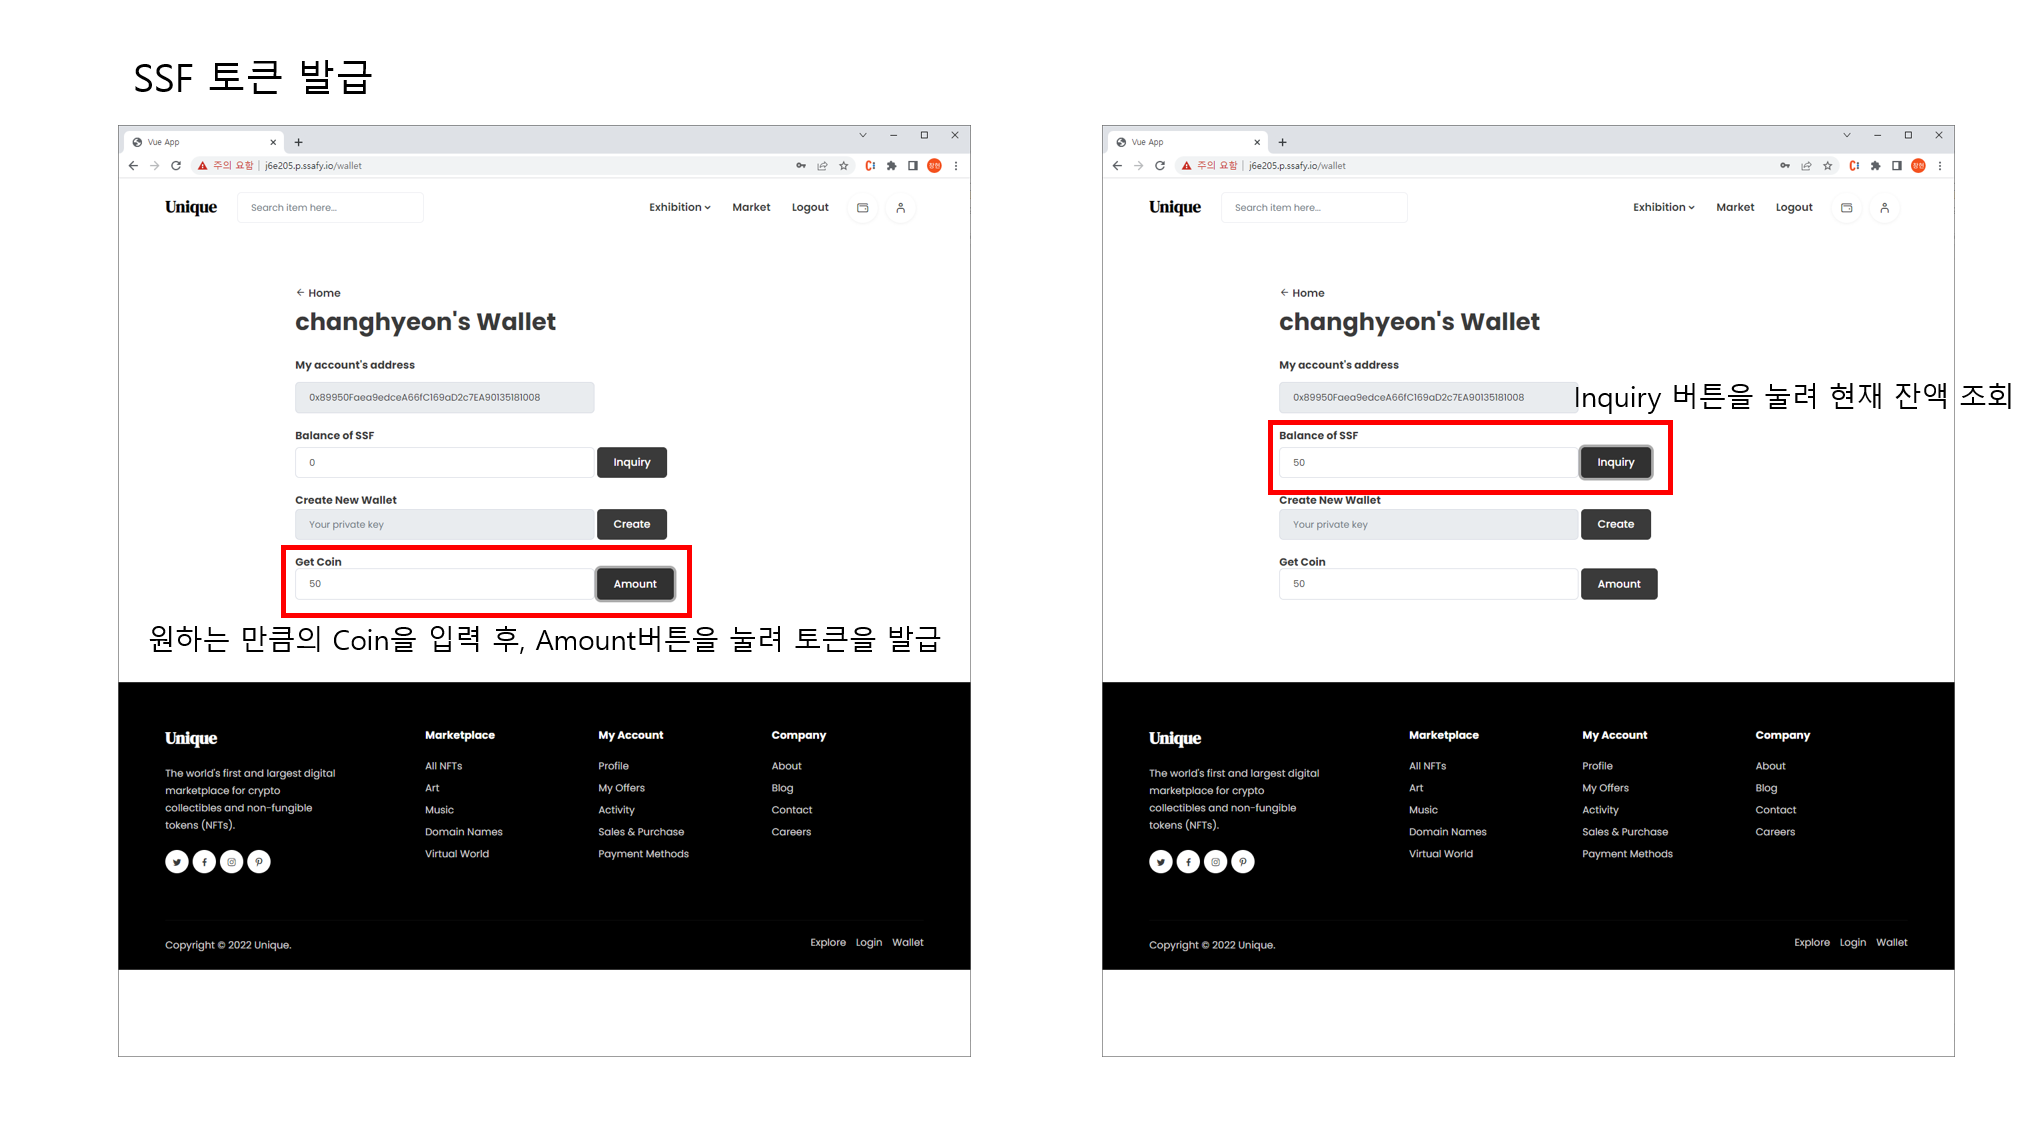 SSF 토큰 발급
Vue App
주의 요함 | j6e205.p.ssafy.io/wallet
창현
Unique
Search item here...
Exhibition
Market
Logout
Home
changhyeon's Wallet
My account's address
0x89950Faea9edceA66fC169aD2c7EA90135181008
Balance of SSF
0
Inquiry
Create New Wallet
Your private key
Create
Get Coin
50
Amount
원하는 만큼의 Coin을 입력 후, Amount버튼을 눌려 토큰을 발급
Unique
The world's first and largest digital
marketplace for crypto
collectibles and non-fungible
tokens (NFTs).
Marketplace
All NFTs
Art
Music
Domain Names
Virtual World
My Account
Profile
My Offers
Activity
Sales & Purchase
Payment Methods
Company
About
Blog
Contact
Careers
Copyright © 2022 Unique.
Explore Login Wallet
Vue App
주의 요함 | j6e205.p.ssafy.io/wallet
창현
Unique
Search item here...
Exhibition
Market
Logout
Home
changhyeon's Wallet
My account's address
0x89950Faea9edceA66fC169aD2c7EA90135181008
Inquiry 버튼을 눌려 현재 잔액 조회
Balance of SSF
50
Inquiry
Create New Wallet
Your private key
Create
Get Coin
50
Amount
Unique
The world's first and largest digital
marketplace for crypto
collectibles and non-fungible
tokens (NFTs).
Marketplace
All NFTs
Art
Music
Domain Names
Virtual World
My Account
Profile
My Offers
Activity
Sales & Purchase
Payment Methods
Company
About
Blog
Contact
Careers
Copyright © 2022 Unique.
Explore Login Wallet